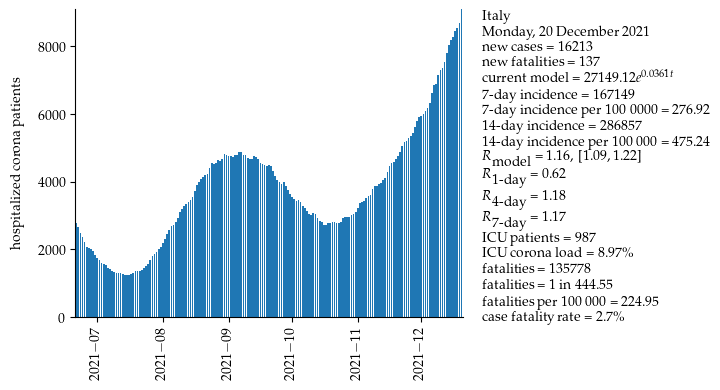 hospitalized corona patients
8000
6000
4000
2000
0
2021−07
2021−08
2021−09
2021−10
2021−11
2021−12
Italy
Monday, 20 December 2021
new cases = 16213
new fatalities = 137
current model = 27149.12e^0.0361t
7-day incidence = 167149
7-day incidence per 100 0000 = 276.92
14-day incidence = 286857
14-day incidence per 100 000 = 475.24
R_model = 1.16, [1.09, 1.22]
R_1-day = 0.62
R_4-day = 1.18
R_7-day = 1.17
ICU patients = 987
ICU corona load = 8.97%
fatalities = 135778
fatalities = 1 in 444.55
fatalities per 100 000 = 224.95
case fatality rate = 2.7%